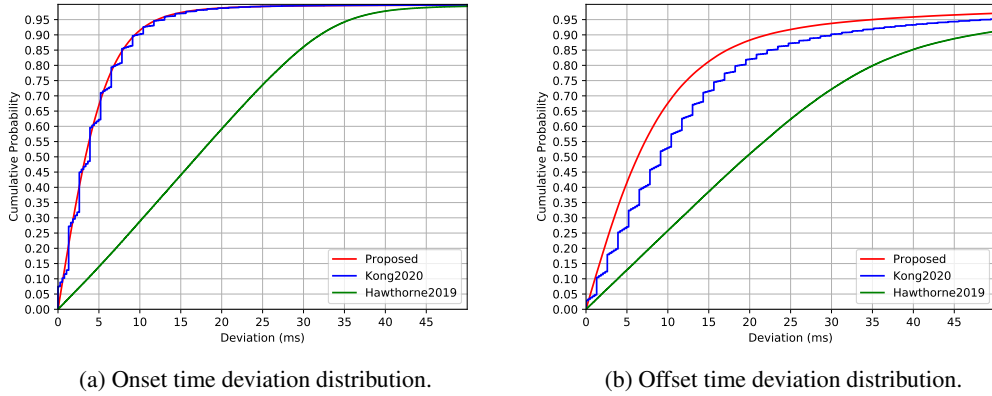 0.95
0.90
0.85
0.80
0.75
0.70
0.65
0.60
0.55
0.50
0.45
0.40
0.35
0.30
0.25
0.20
0.15
0.10
0.05
0.00
Cumulative Probability
0 5 10 15 20 25 30 35 40 45
Deviation (ms)
Proposed
Kong2020
Hawthorne2019
(a) Onset time deviation distribution.
0.95
0.90
0.85
0.80
0.75
0.70
0.65
0.60
0.55
0.50
0.45
0.40
0.35
0.30
0.25
0.20
0.15
0.10
0.05
0.00
Cumulative Probability
0 5 10 15 20 25 30 35 40 45
Deviation (ms)
Proposed
Kong2020
Hawthorne2019
(b) Offset time deviation distribution.